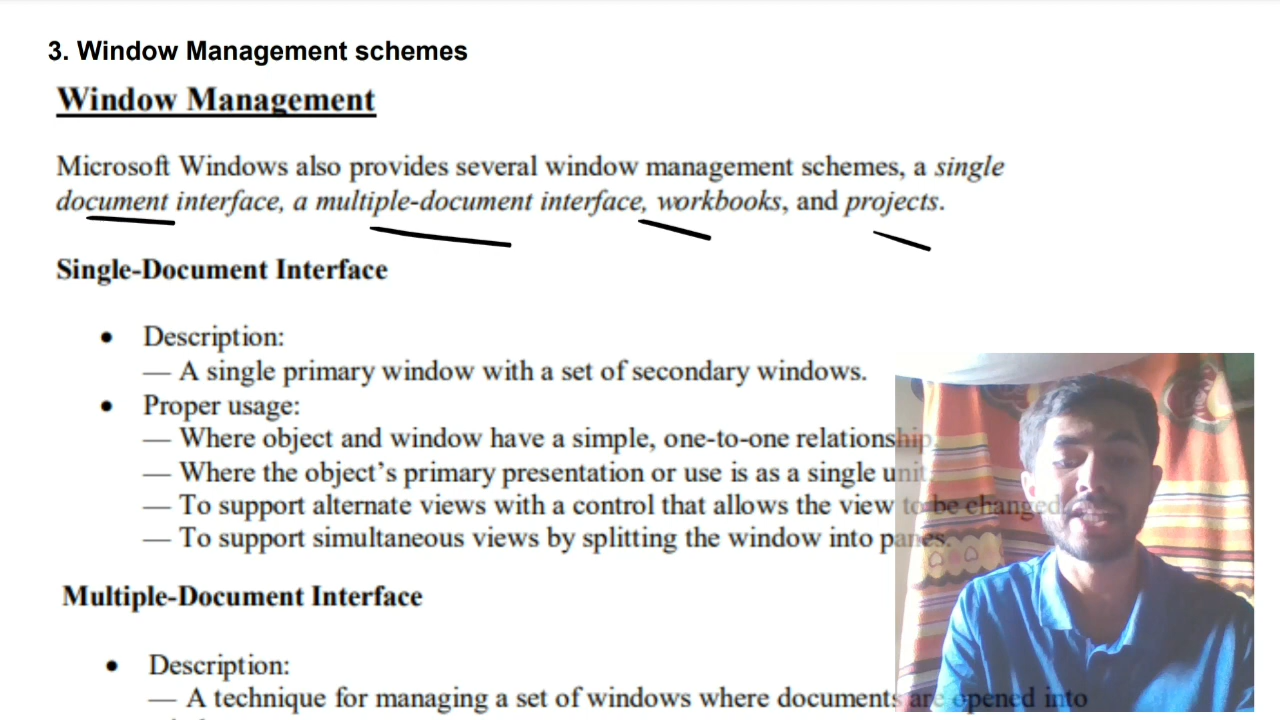 3. Window Management schemes
Window Management
Microsoft Windows also provides several window management schemes, a single
document interface, a multiple-document interface, workbooks, and projects.
Single-Document Interface
• Description:
— A single primary window with a set of secondary windows.
• Proper usage:
— Where object and window have a simple, one-to-one relationship.
— Where the object’s primary presentation or use is as a single unit.
— To support alternate views with a control that allows the view to be changed.
— To support simultaneous views by splitting the window into panes.
Multiple-Document Interface
• Description:
— A technique for managing a set of windows where documents are opened into